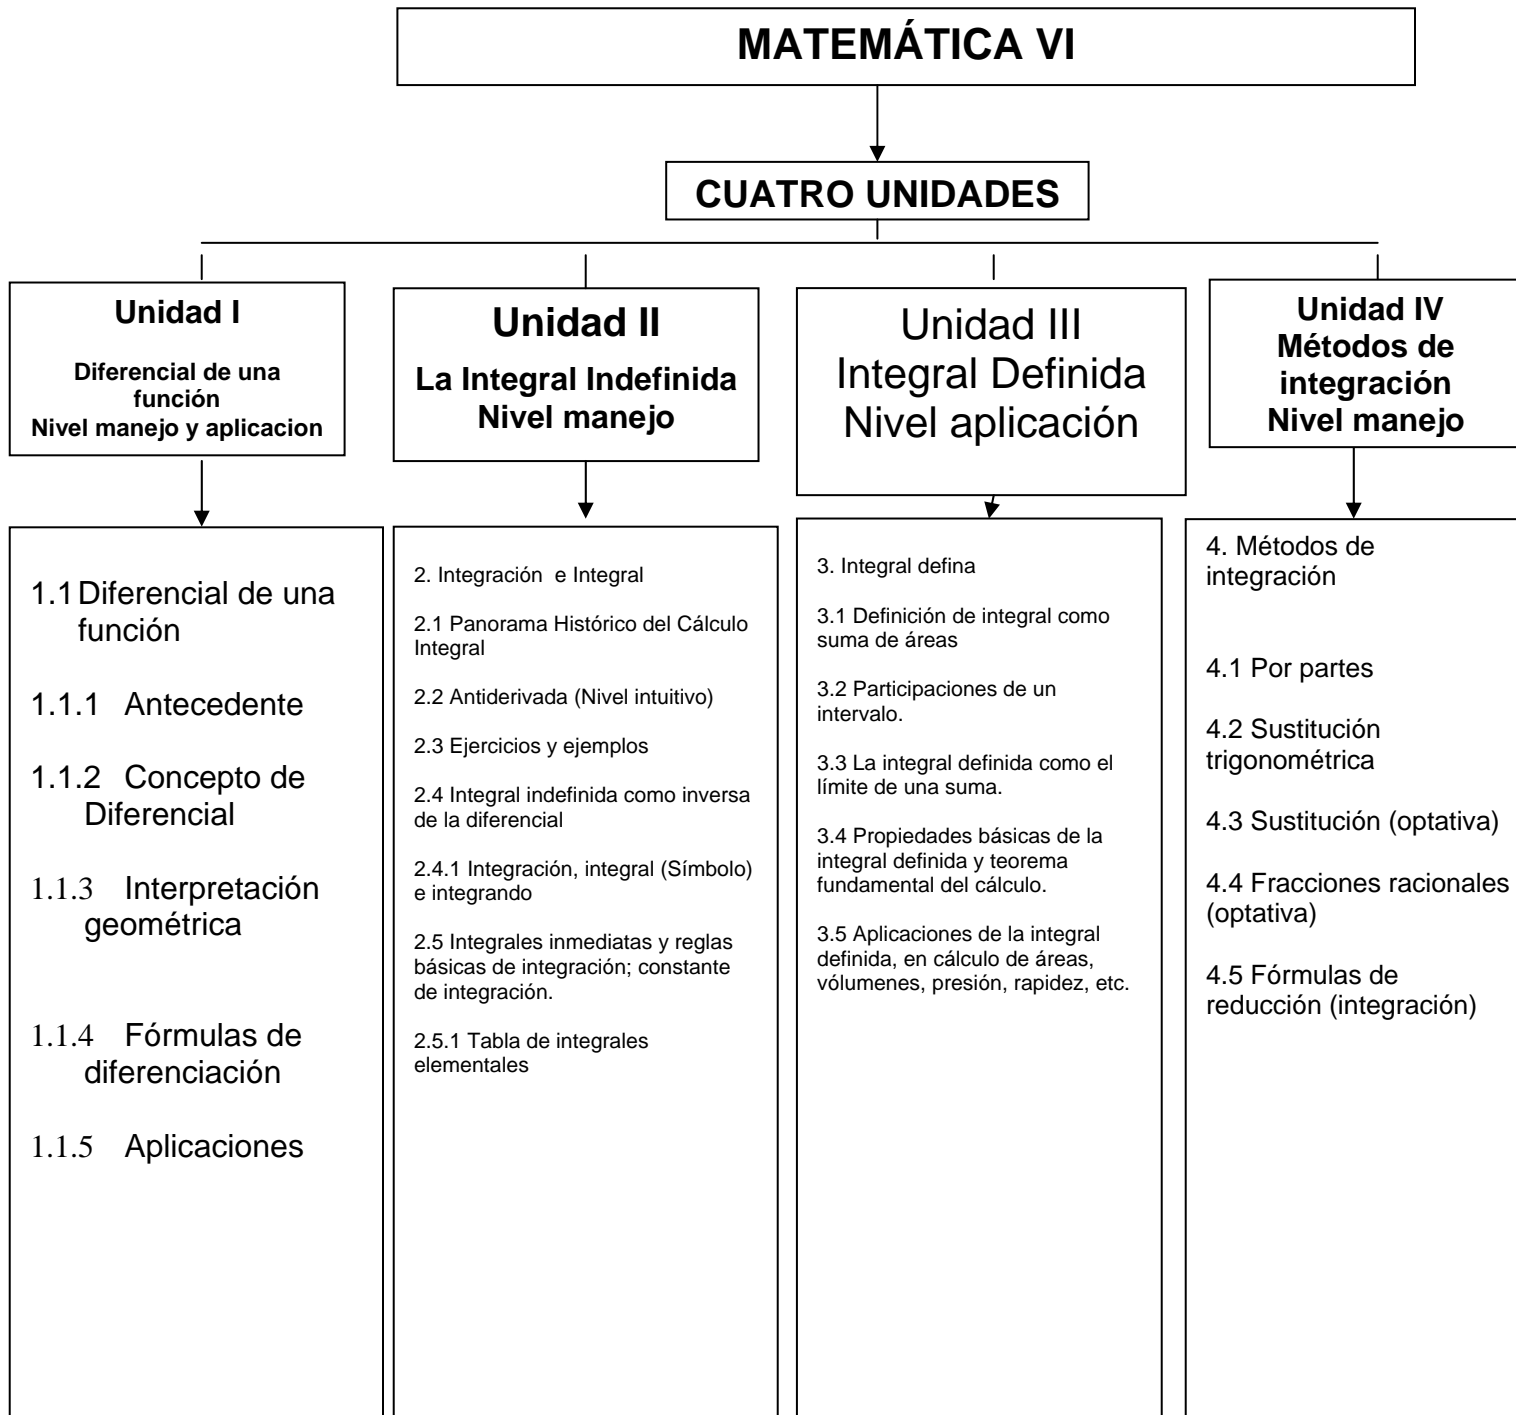 MATEMÁTICA VI
CUATRO UNIDADES
Unidad I
Diferencial de una
función
Nivel manejo y aplicacion
Unidad II
La Integral Indefinida
Nivel manejo
Unidad III
Integral Definida
Nivel aplicación
Unidad IV
Métodos de
integración
Nivel manejo
1.1 Diferencial de una
función
1.1.1 Antecedente
1.1.2 Concepto de
Diferencial
1.1.3 Interpretación
geométrica
1.1.4 Fórmulas de
diferenciación
1.1.5 Aplicaciones
2. Integración e Integral
2.1 Panorama Histórico del Cálculo
Integral
2.2 Antiderivada (Nivel intuitivo)
2.3 Ejercicios y ejemplos
2.4 Integral indefinida como inversa
de la diferencial
2.4.1 Integración, integral (Símbolo)
e integrando
2.5 Integrales inmediatas y reglas
básicas de integración; constante
de integración.
2.5.1 Tabla de integrales
elementales
3. Integral defina
3.1 Definición de integral como
suma de áreas
3.2 Participaciones de un
intervalo.
3.3 La integral definida como el
límite de una suma.
3.4 Propiedades básicas de la
integral definida y teorema
fundamental del cálculo.
3.5 Aplicaciones de la integral
definida, en cálculo de áreas,
vólumenes, presión, rapidez, etc.
4. Métodos de
integración
4.1 Por partes
4.2 Sustitución
trigonométrica
4.3 Sustitución (optativa)
4.4 Fracciones racionales
(optativa)
4.5 Fórmulas de
reducción (integración)